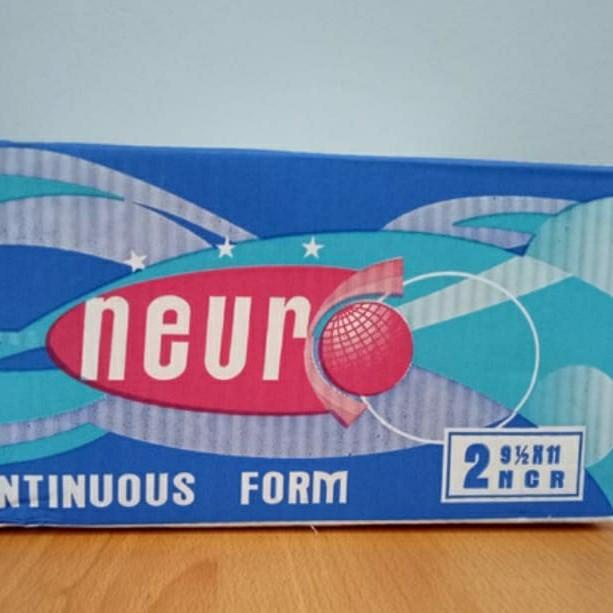 neuro
NTINUOUS FORM
2 9½X11
NCR